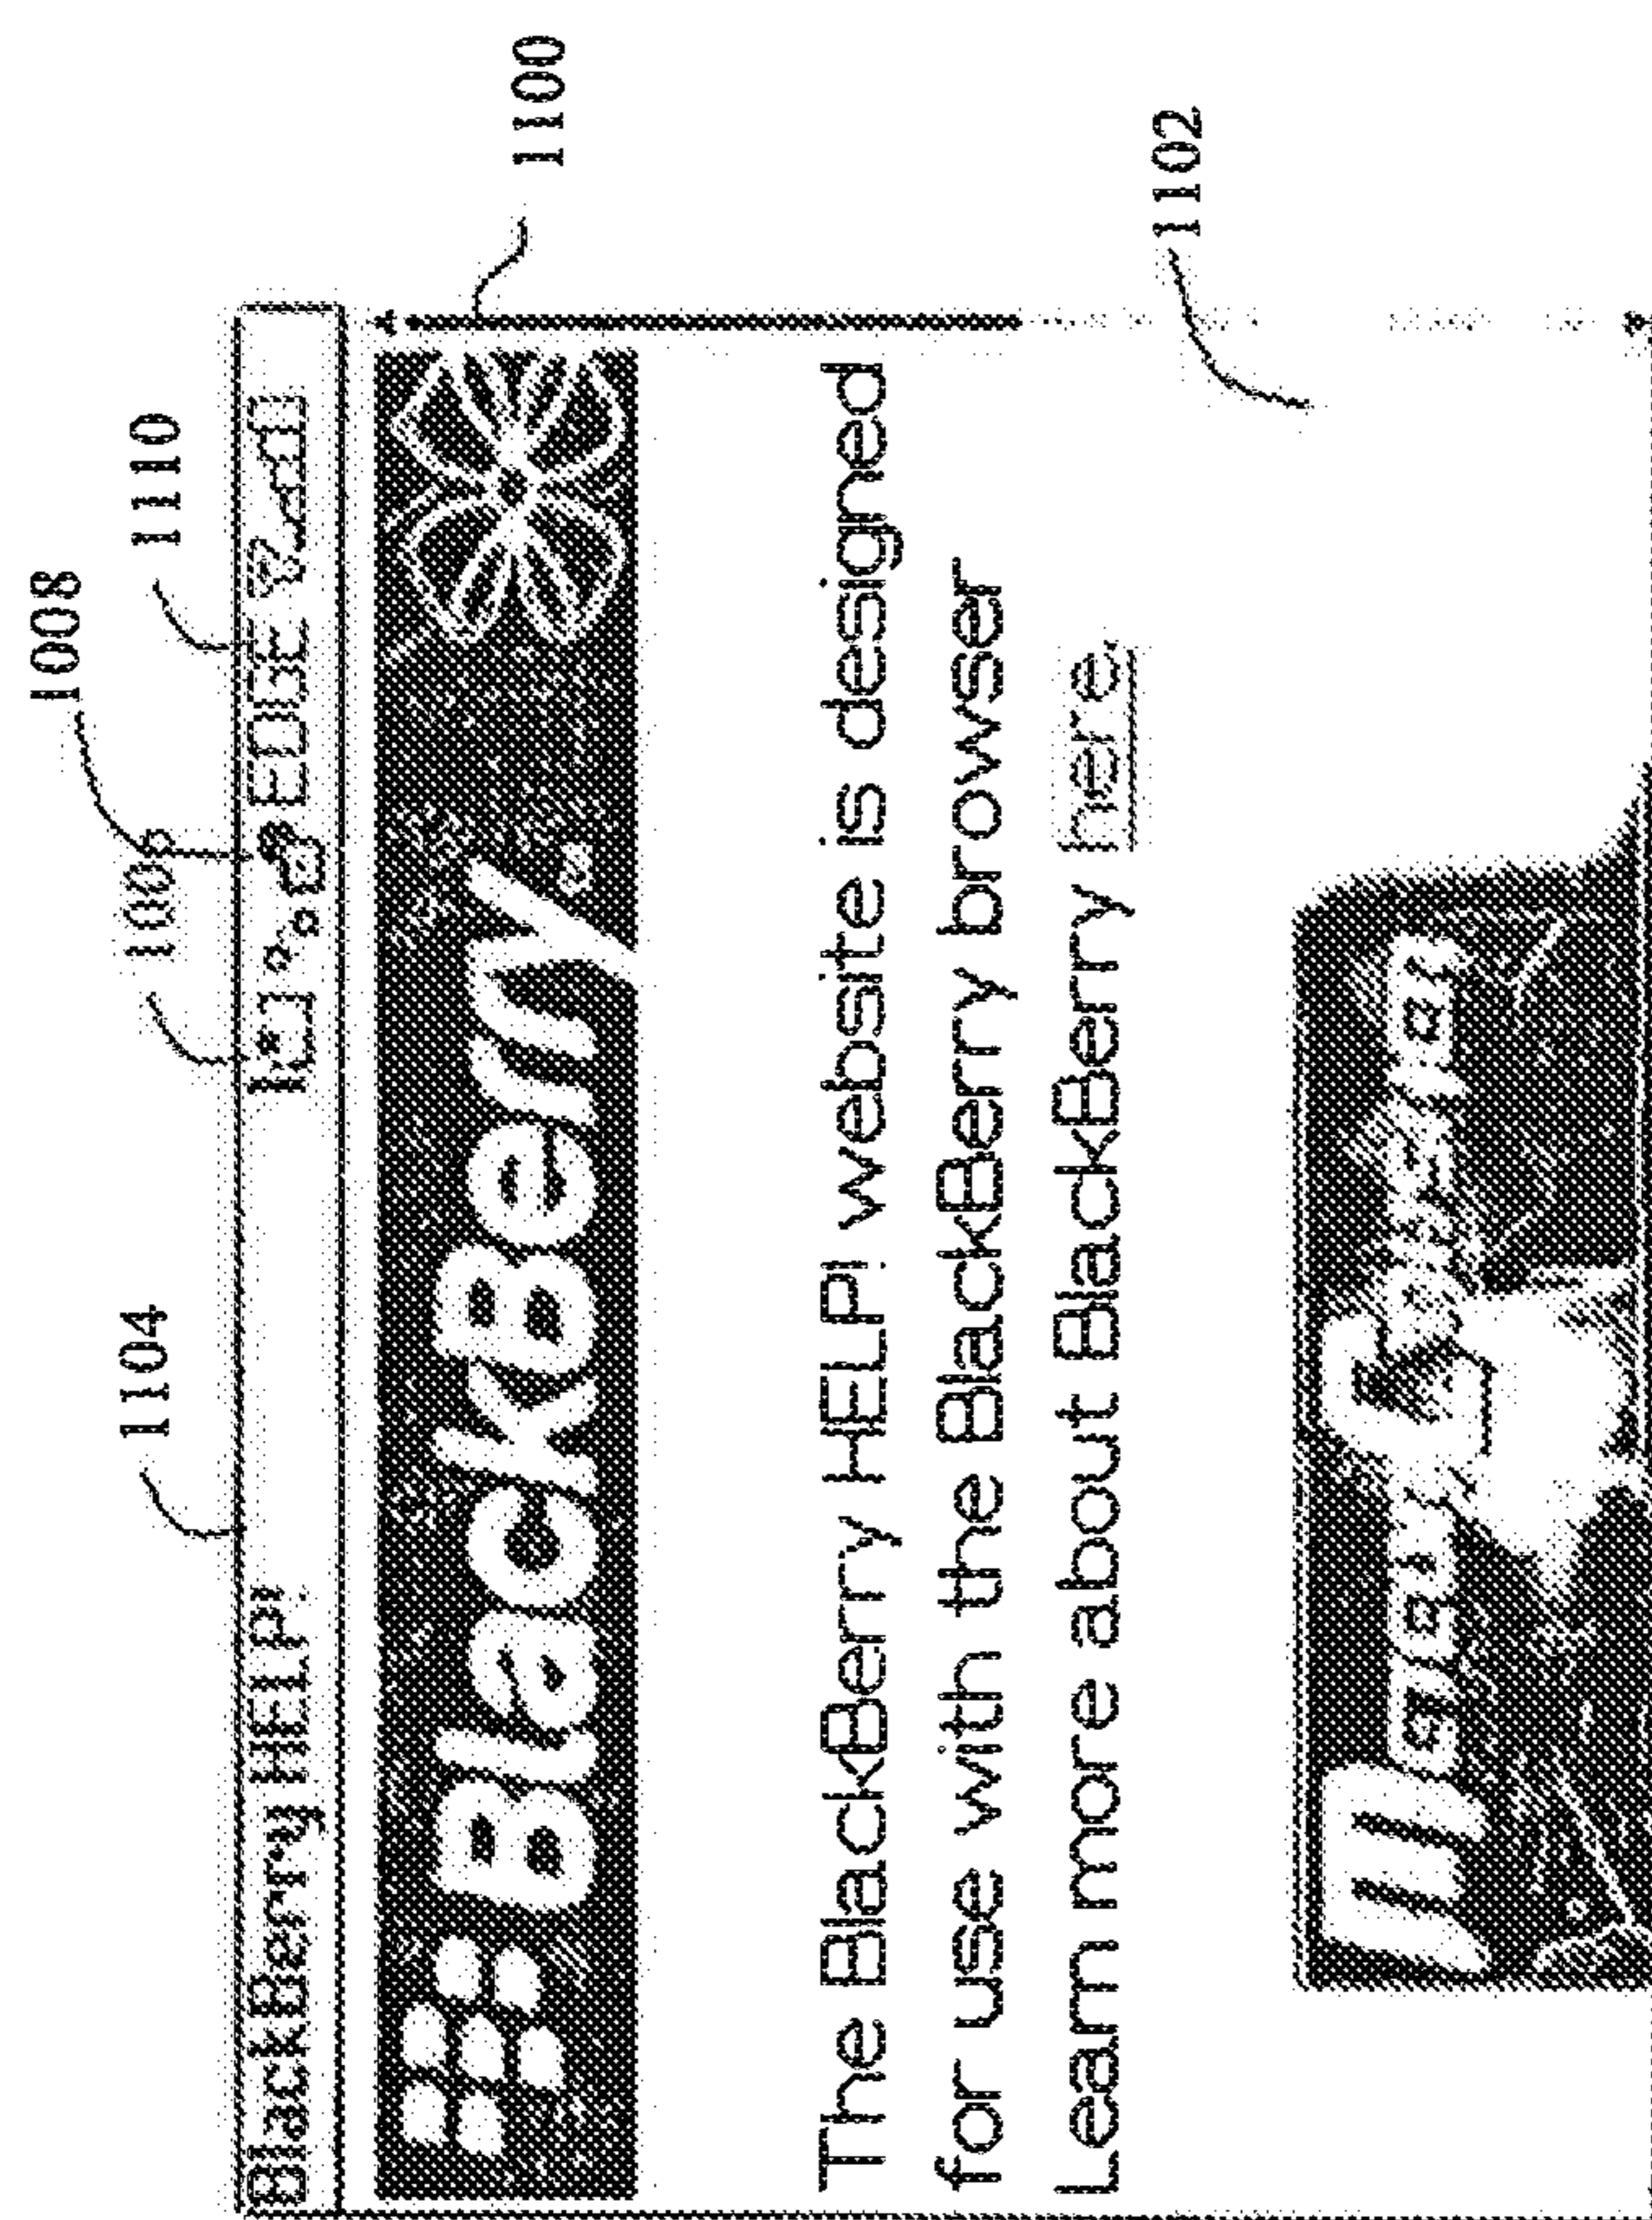 1008
1104
1110
BlackBerry HELP!
EDGE
1100
BlackBerry
The BlackBerry HELP! website is designed
for use with the BlackBerry browser
Learn more about BlackBerry here.
1102